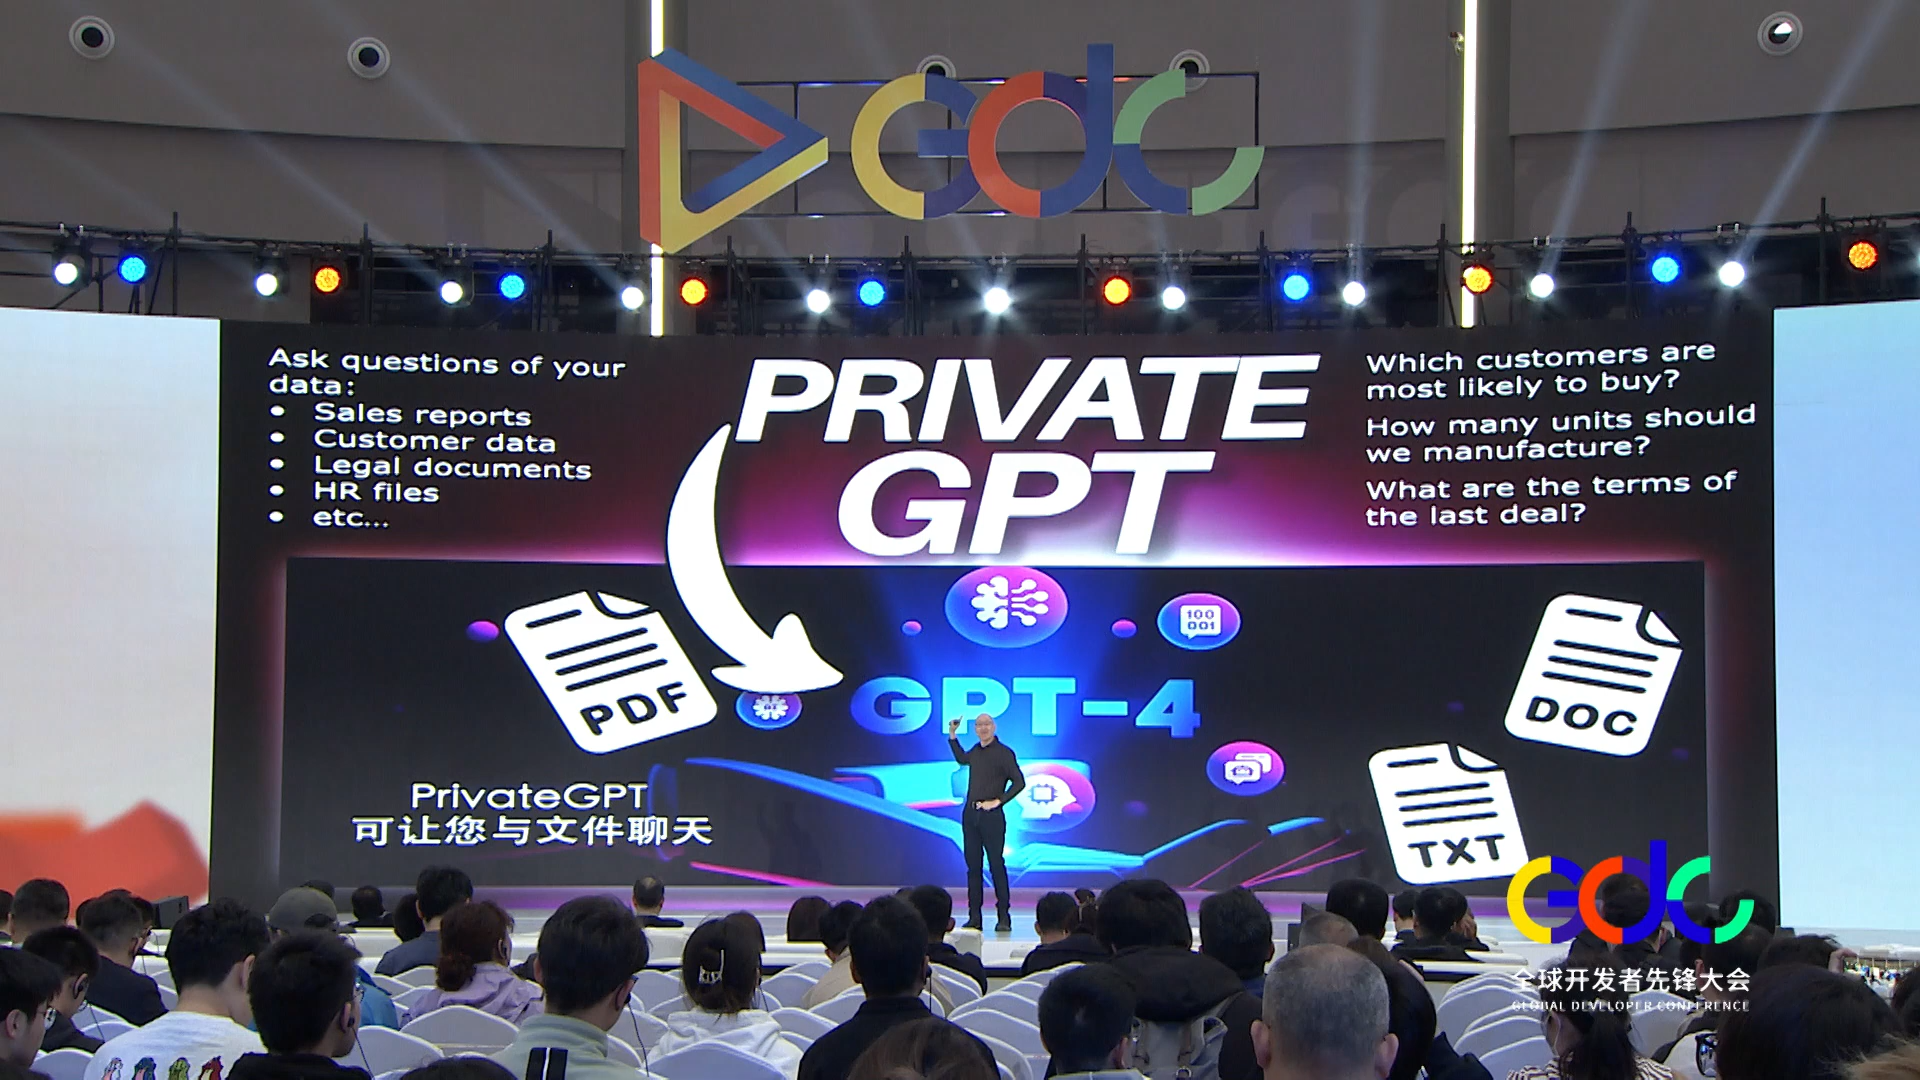 GDC
Ask questions of your
data:
• Sales reports
• Customer data
• Legal documents
• HR files
• etc...
PRIVATE
GPT
Which customers are
most likely to buy?
How many units should
we manufacture?
What are the terms of
the last deal?
100
001
PDF
GPT-4
DOC
TXT
PrivateGPT
可让您与文件聊天
GDC
全球开发者先锋大会
GLOBAL DEVELOPER CONFERENCE